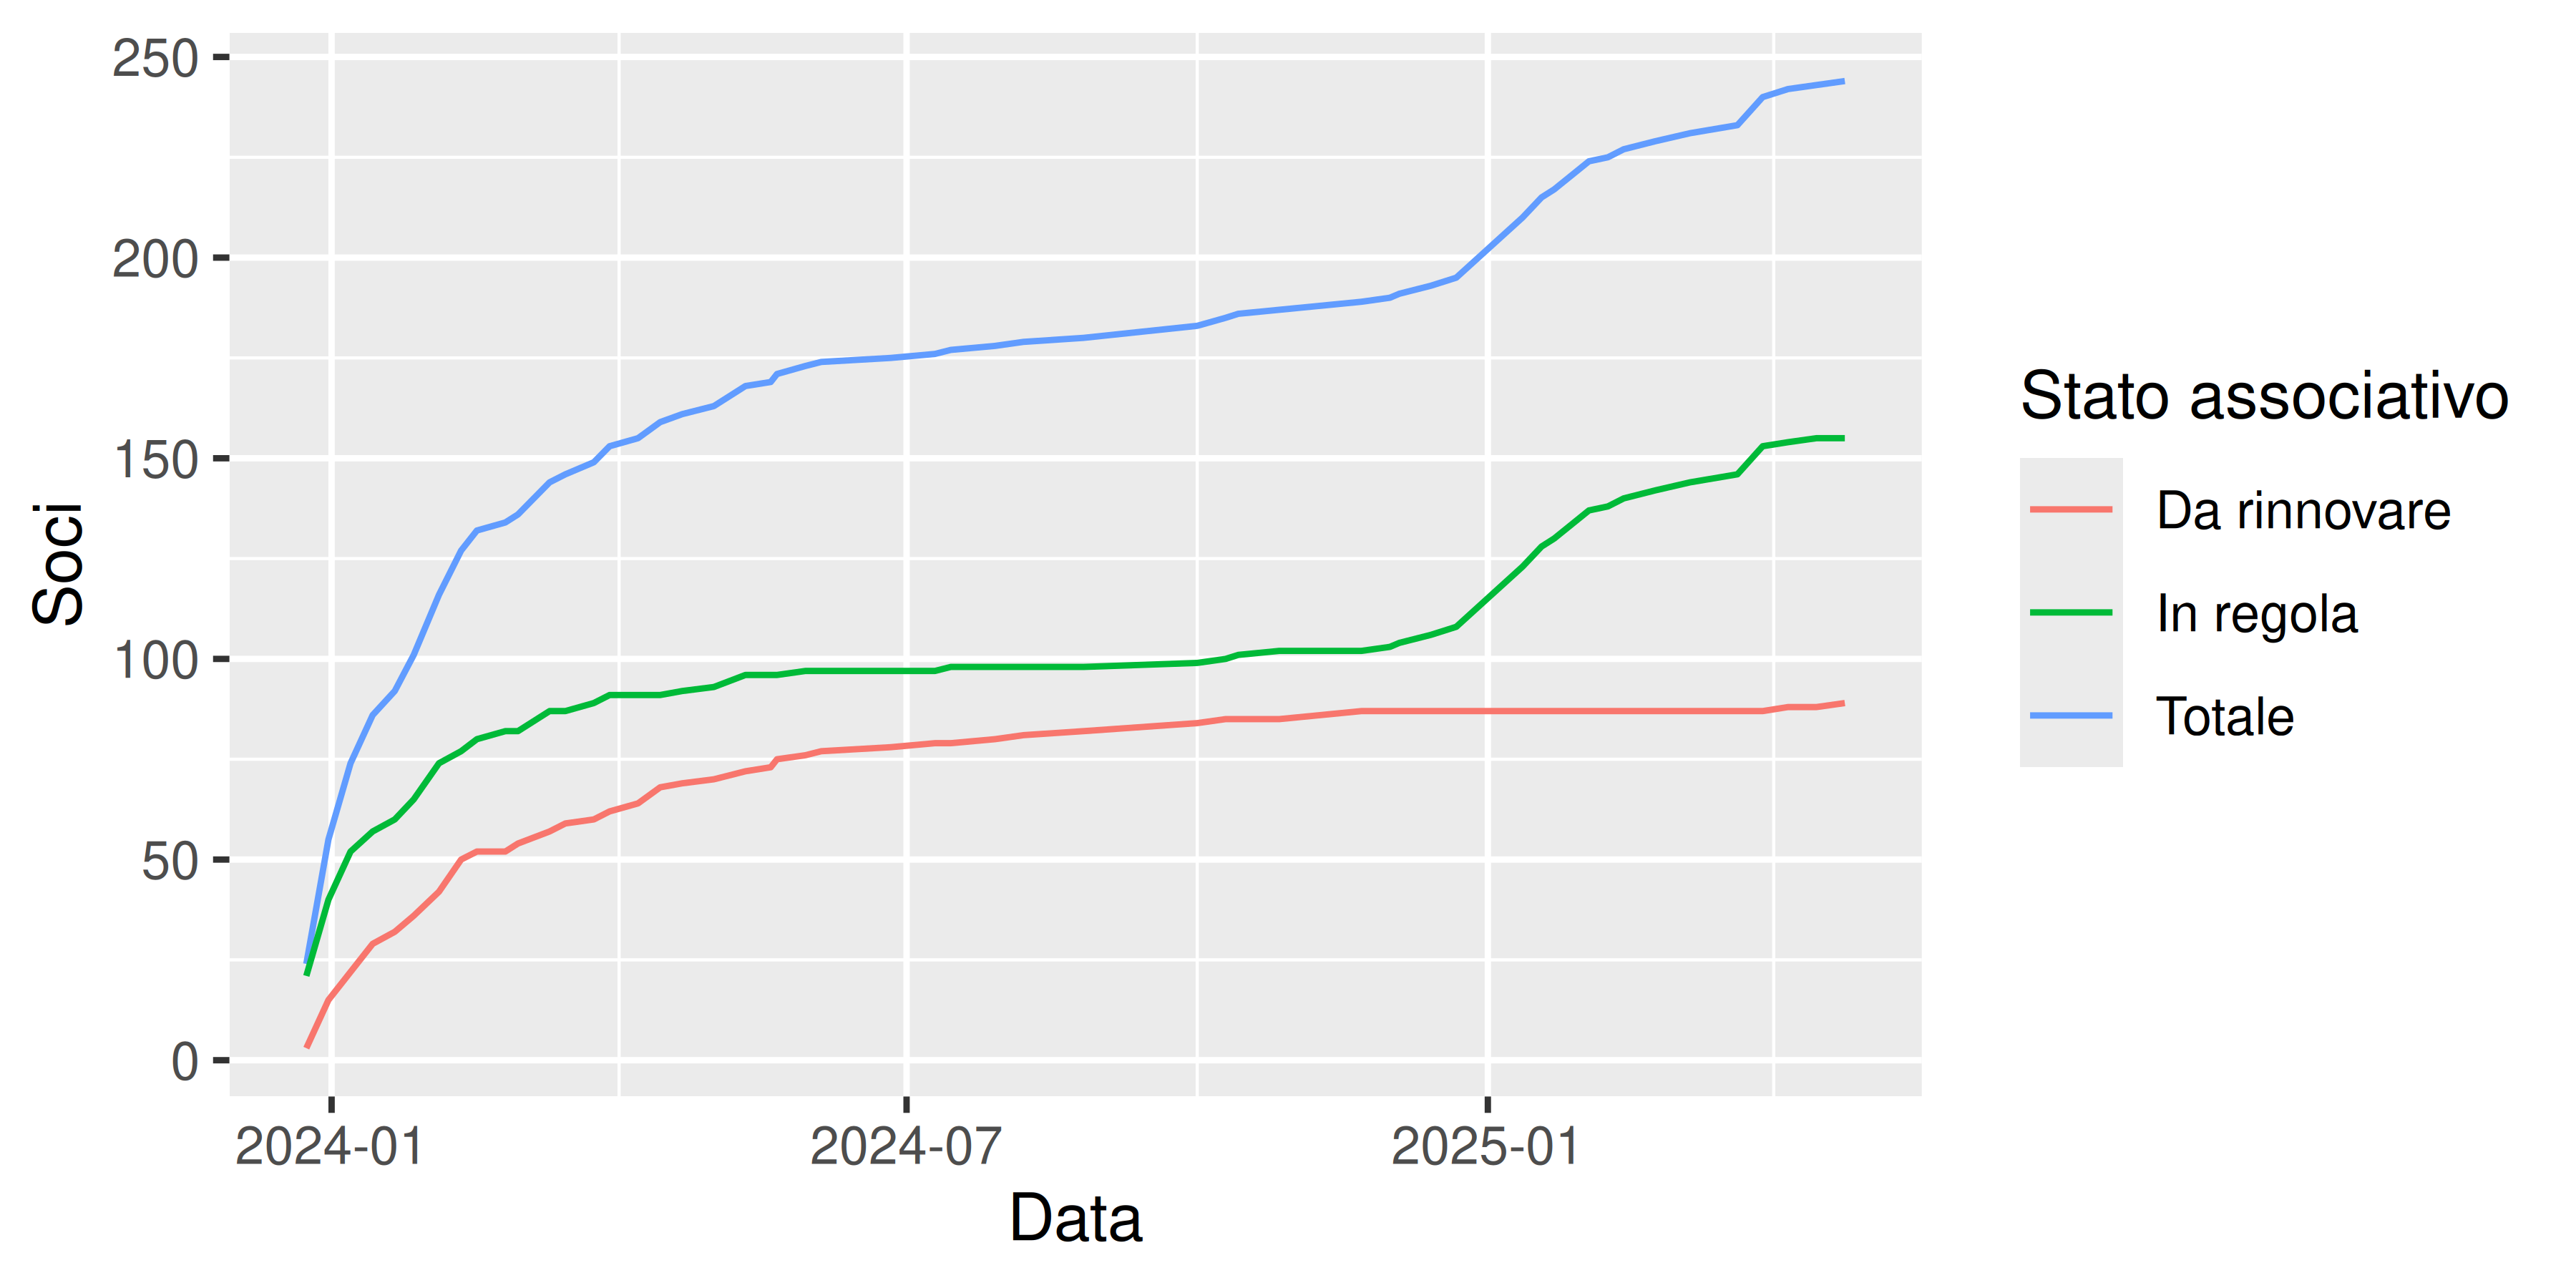 250
200
150
100
50
0
Soci
2024-01
2024-07
2025-01
Data
Stato associativo
Da rinnovare
In regola
Totale